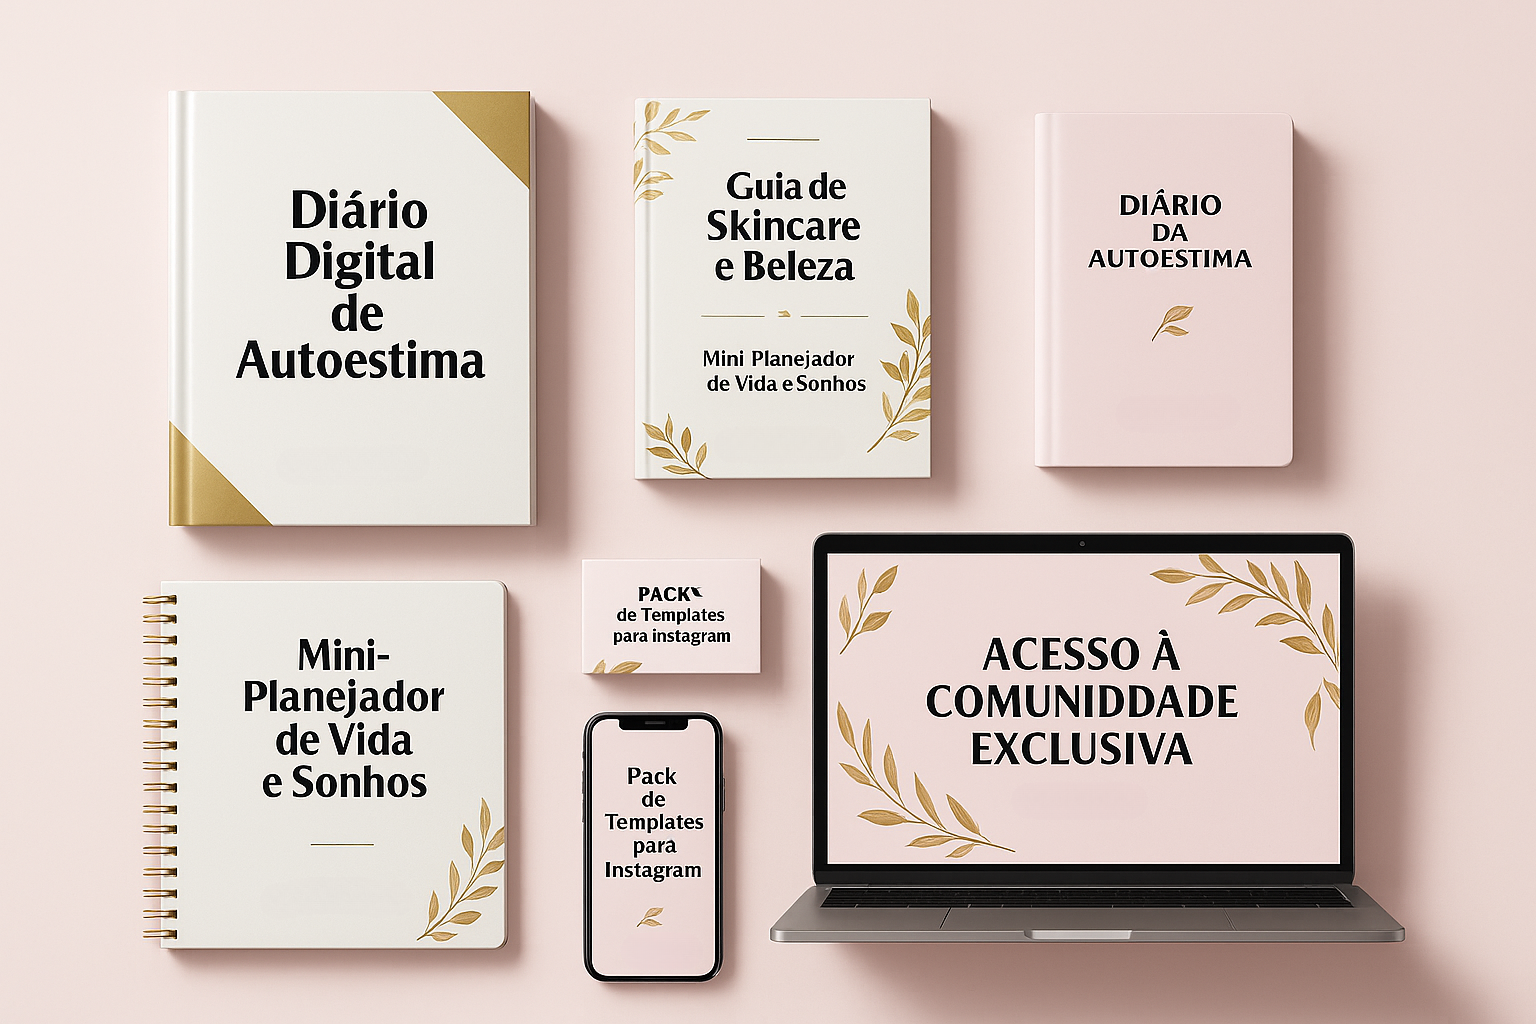 Diário
Digital
de
Autoestima
Guia de
Skincare
e Beleza
Mini Planejador
de Vida e Sonhos
DIÂRIO
DA
AUTOESTIMA
Mini-
Planejador
de Vida
e Sonhos
PACK
de Templates
para instagram
Pack
de
Templates
para
Instagram
ACESSO À
COMUNIDDADE
EXCLUSIVA